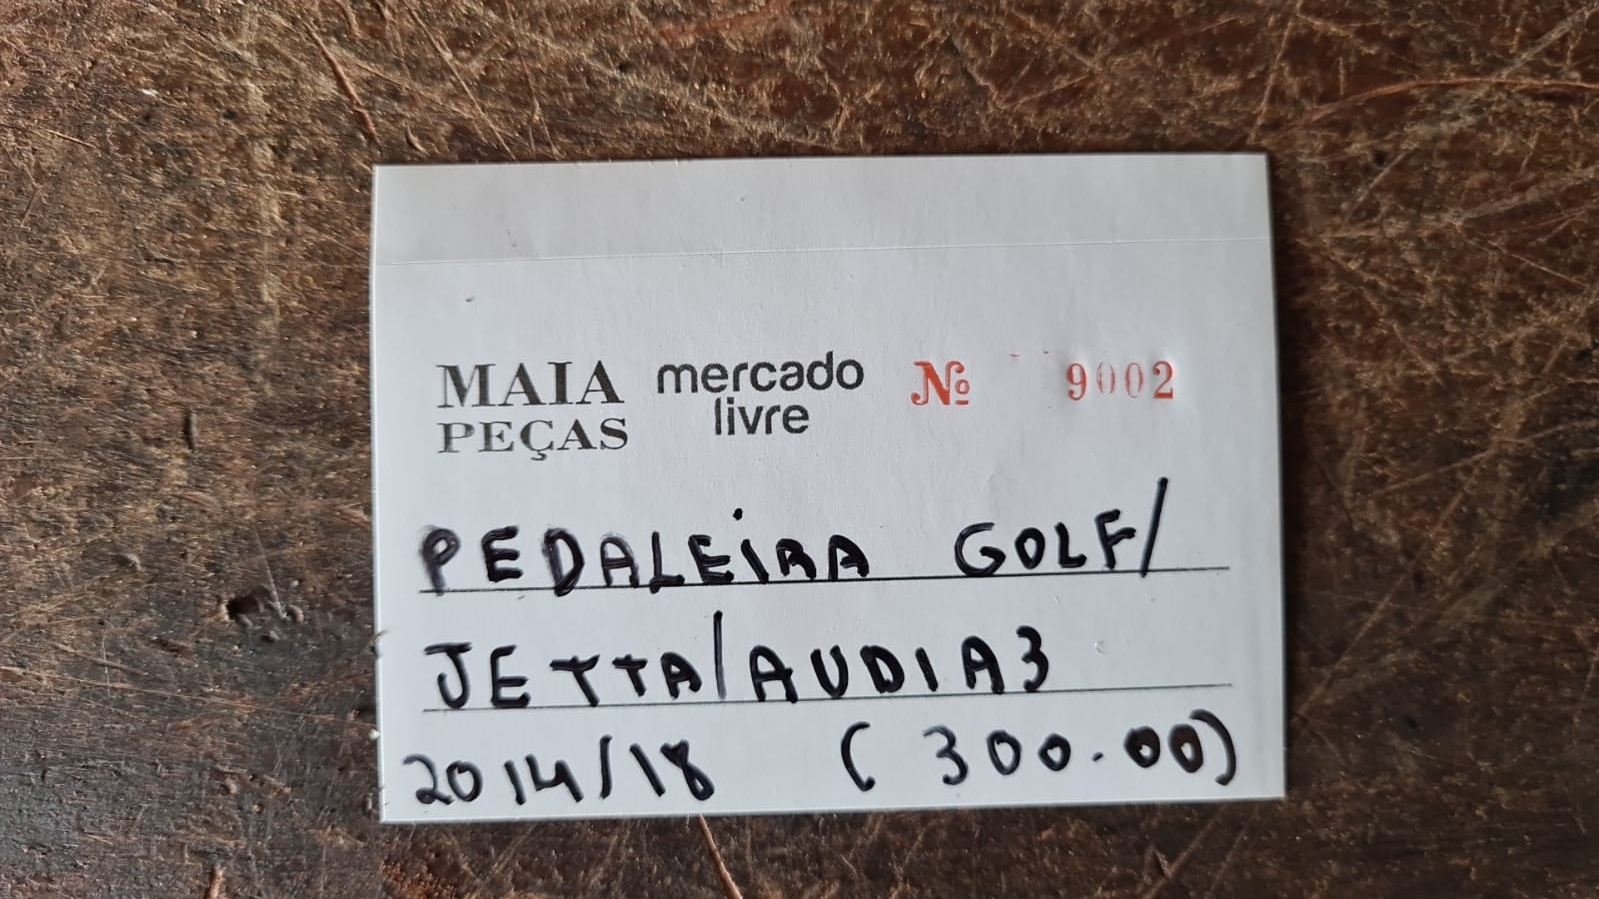 MAIA PEÇAS mercado livre № 9002
PEDALEIRA GOLF/
JETTA/AUDI A3
2014/18 (300.00)